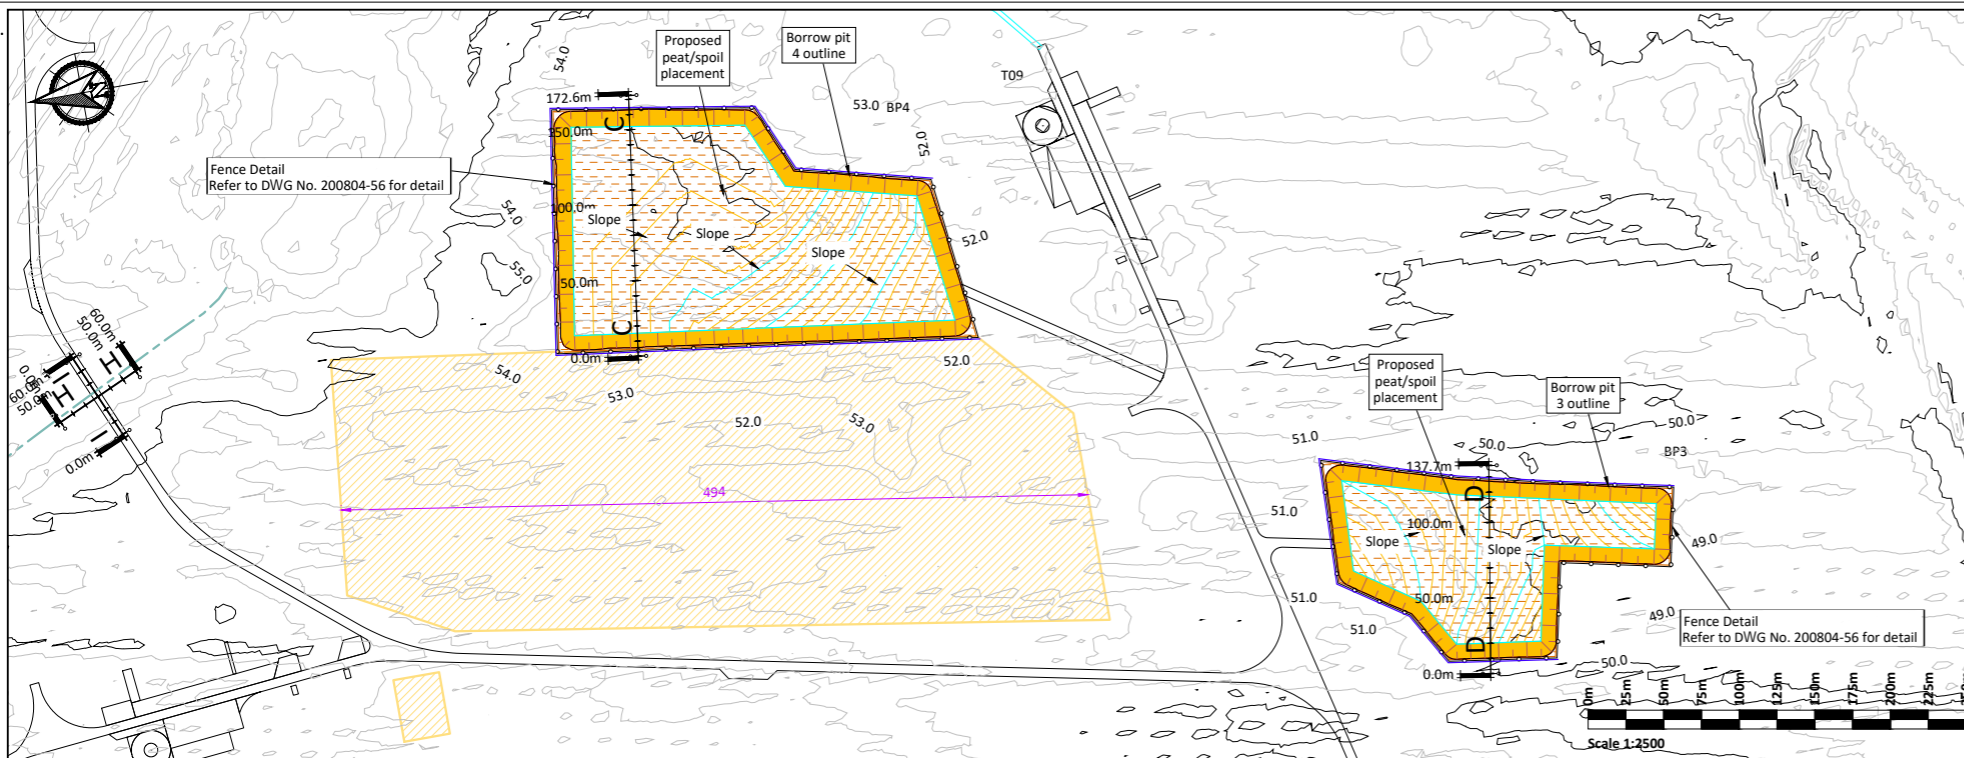 54.0
Proposed
peat/spoil
placement
Borrow pit
4 outline
T09
N
172.6m
53.0 BP4
C
150.0m
52.0
Fence Detail
Refer to DWG No. 200804-56 for detail
54.0
100.0m
Slope
Slope
Slope
52.0
55.0
50.0m
C
0.0m
60.0m
50.0m
H
H
60.0m
50.0m
I
I
0.0m
54.0
53.0
52.0
52.0
53.0
494
Proposed
peat/spoil
placement
Borrow pit
3 outline
51.0
50.0
50.0
BP3
137.7m
D
51.0
100.0m
Slope
Slope
49.0
51.0
50.0m
49.0
51.0
D
Fence Detail
Refer to DWG No. 200804-56 for detail
50.0
0.0m
0m
25m
50m
75m
100m
125m
150m
175m
200m
225m
Scale 1:2500